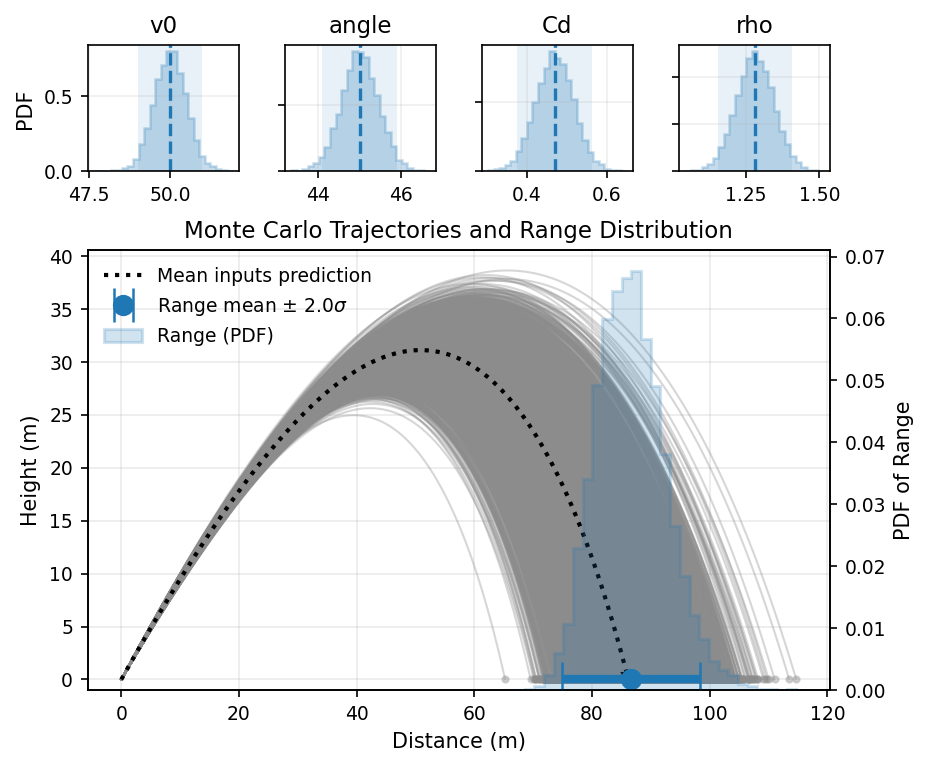 v0 angle Cd rho
PDF
0.5
0.0
47.5 50.0 44 46 0.4 0.6 1.25 1.50
Monte Carlo Trajectories and Range Distribution
Mean inputs prediction
Range mean ± 2.0σ
Range (PDF)
Height (m)
40
35
30
25
20
15
10
5
0
0 20 40 60 80 100 120
Distance (m)
0.07
0.06
0.05
0.04
0.03
0.02
0.01
0.00
PDF of Range